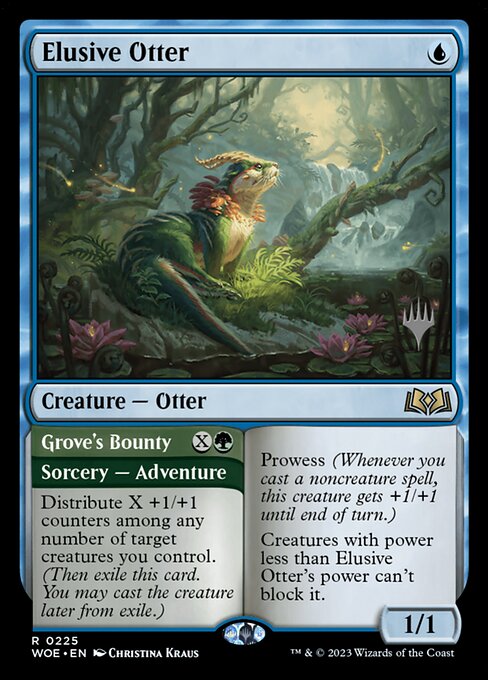 Elusive Otter
Creature — Otter
Grove's Bounty X
Sorcery — Adventure
Distribute X +1/+1
counters among any
number of target
creatures you control.
(Then exile this card.
You may cast the creature
later from exile.)
Prowess (Whenever you
cast a noncreature spell,
this creature gets +1/+1
until end of turn.)
Creatures with power
less than Elusive
Otter's power can't
block it.
1/1
R 0225
WOE • EN Christina Kraus
™ & © 2023 Wizards of the Coast